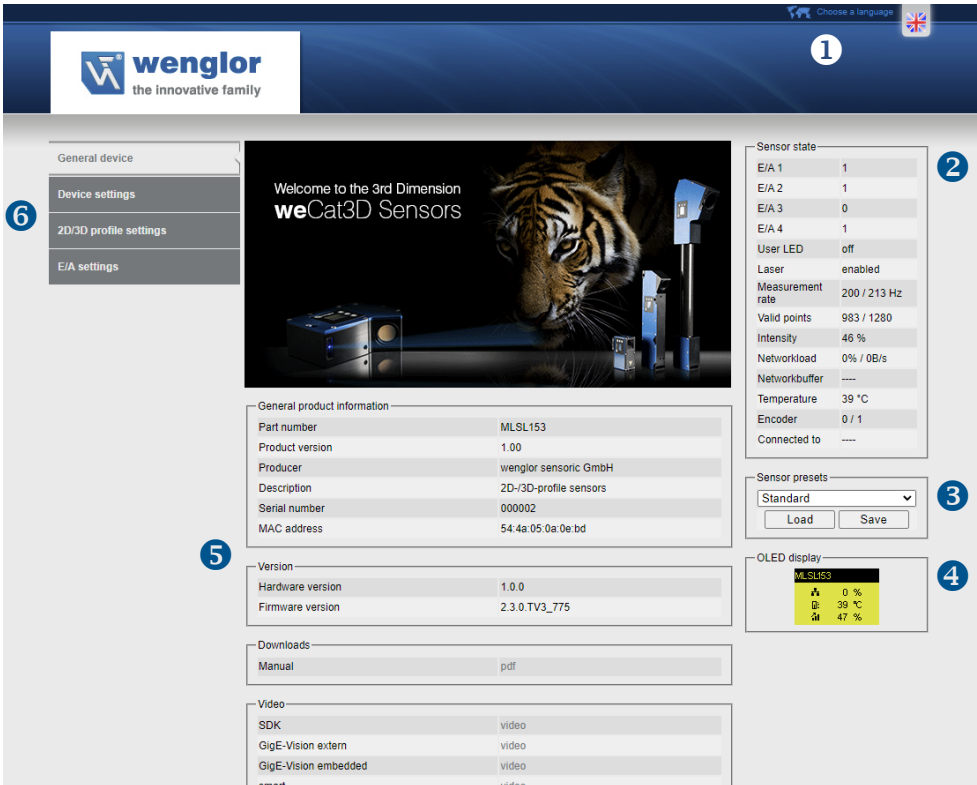 Choose a language
1
wenglor
the innovative family
General device
Device settings
2D/3D profile settings
E/A settings
6
Welcome to the 3rd Dimension
weCat3D Sensors
Sensor state
2
E/A 1 1
E/A 2 1
E/A 3 0
E/A 4 1
User LED off
Laser enabled
Measurement rate 200 / 213 Hz
Valid points 983 / 1280
Intensity 46 %
Networkload 0% / 0B/s
Networkbuffer ----
Temperature 39 °C
Encoder 0 / 1
Connected to ----
Sensor presets
3
Standard
Load Save
OLED display
4
MLSL153
0 %
39 °C
47 %
General product information
Part number MLSL153
Product version 1.00
Producer wenglor sensoric GmbH
Description 2D-/3D-profile sensors
Serial number 000002
MAC address 54:4a:05:0a:0e:bd
5
Version
Hardware version 1.0.0
Firmware version 2.3.0.TV3_775
Downloads
Manual pdf
Video
SDK video
GigE-Vision extern video
GigE-Vision embedded video